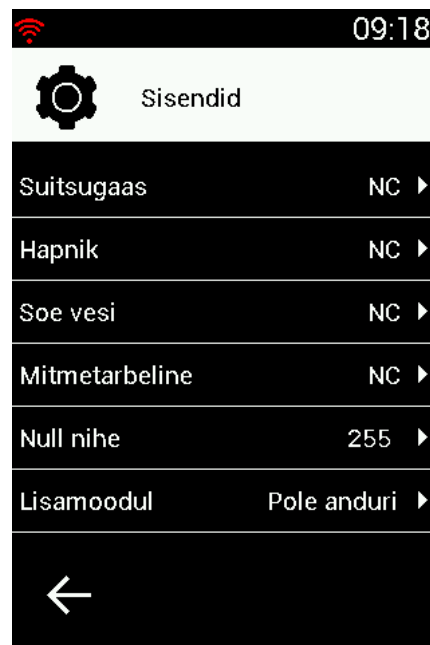 09:18
Sisendid
Suitsugaas NC
Hapnik NC
Soe vesi NC
Mitmetarbeline NC
Null nihe 255
Lisamoodul Pole anduri